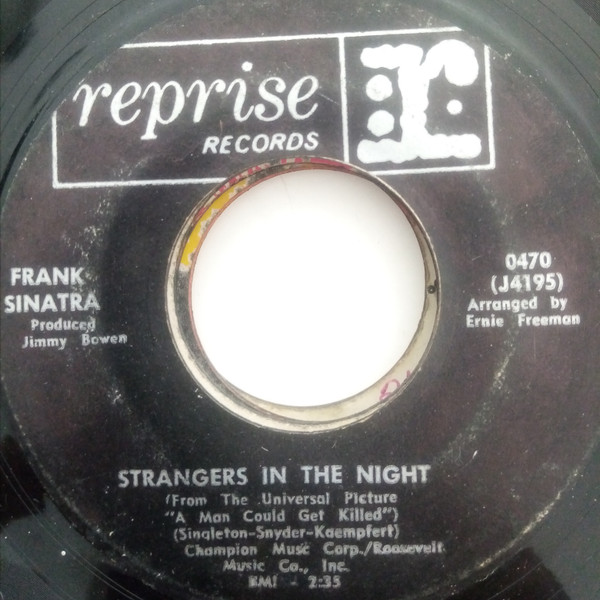 reprise
RECORDS
r
FRANK
SINATRA
Produced
Jimmy Bowen
0470
(J4195)
Arranged by
Ernie Freeman
STRANGERS IN THE NIGHT
(From The Universal Picture
"A Man Could Get Killed")
(Singleton-Snyder-Kaempfert)
Champion Music Corp./Roosevelt
Music Co., Inc.
BMI - 2:35